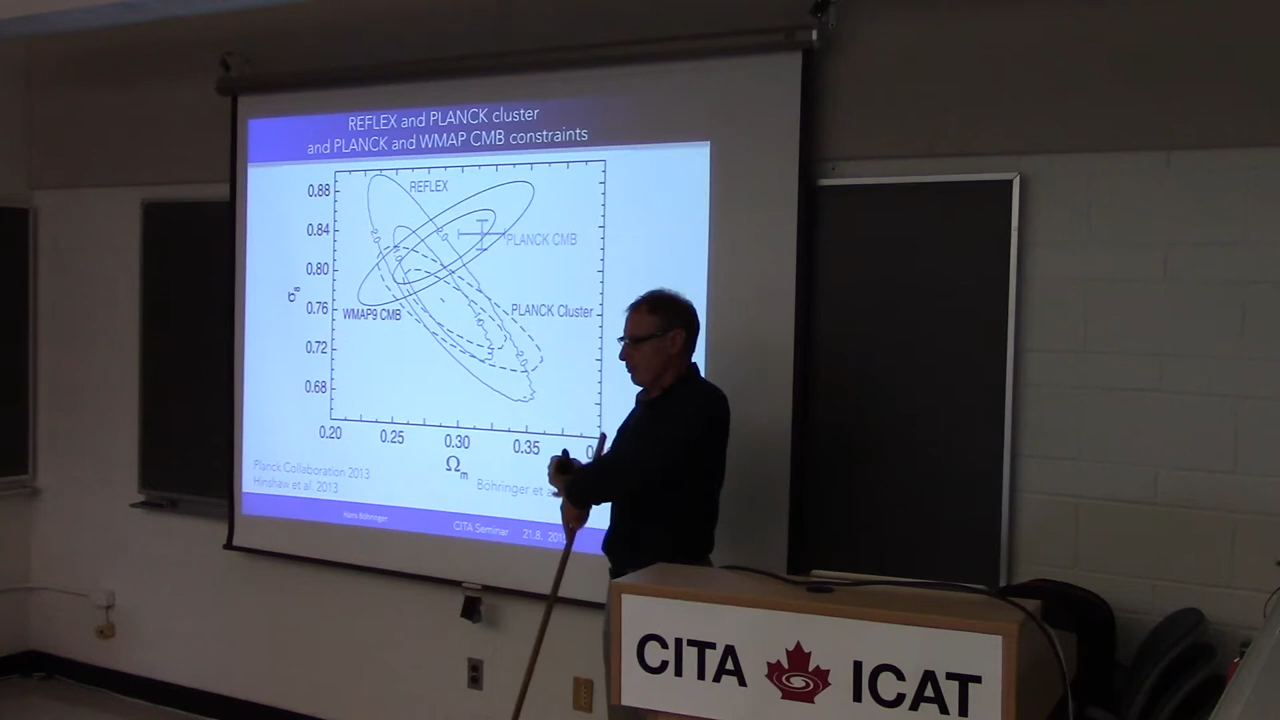 REFLEX and PLANCK cluster
and PLANCK and WMAP CMB constraints
0.88
0.84
0.80
0.76
0.72
0.68
σ8
REFLEX
PLANCK CMB
PLANCK Cluster
WMAP9 CMB
0.20 0.25 0.30 0.35
Ωm
Planck Collaboration 2013
Hinshaw et al. 2013
Böhringer et
Hans Böhringer
CITA Seminar 21.8.
CITA ICAT